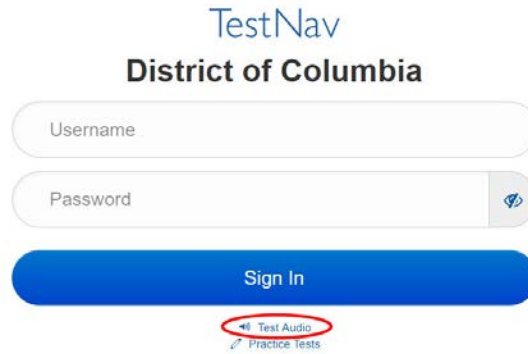 TestNav
District of Columbia
Username
Password
Sign In
Test Audio
Practice Tests